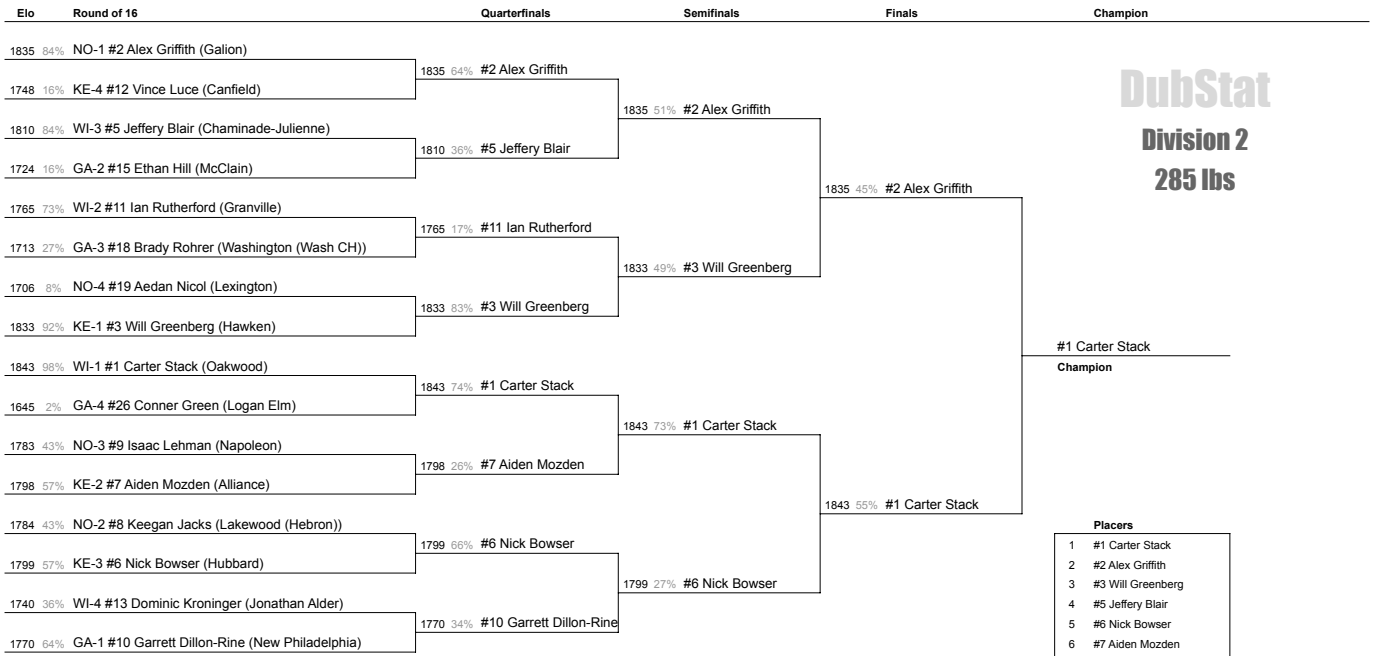 Elo Round of 16 Quarterfinals Semifinals Finals Champion
1835 84% NO-1 #2 Alex Griffith (Galion)
1835 64% #2 Alex Griffith
1748 16% KE-4 #12 Vince Luce (Canfield)
DubStat
1835 51% #2 Alex Griffith
1810 84% WI-3 #5 Jeffery Blair (Chaminade-Julienne)
Division 2
1810 36% #5 Jeffery Blair
1724 16% GA-2 #15 Ethan Hill (McClain)
285 lbs
1835 45% #2 Alex Griffith
1765 73% WI-2 #11 Ian Rutherford (Granville)
1765 17% #11 Ian Rutherford
1713 27% GA-3 #18 Brady Rohrer (Washington (Wash CH))
1833 49% #3 Will Greenberg
1706 8% NO-4 #19 Aedan Nicol (Lexington)
1833 83% #3 Will Greenberg
1833 92% KE-1 #3 Will Greenberg (Hawken)
#1 Carter Stack
Champion
1843 98% WI-1 #1 Carter Stack (Oakwood)
1843 74% #1 Carter Stack
1645 2% GA-4 #26 Conner Green (Logan Elm)
1843 73% #1 Carter Stack
1783 43% NO-3 #9 Isaac Lehman (Napoleon)
1798 26% #7 Aiden Mozden
1798 57% KE-2 #7 Aiden Mozden (Alliance)
1843 55% #1 Carter Stack
1784 43% NO-2 #8 Keegan Jacks (Lakewood (Hebron))
1799 66% #6 Nick Bowser
1799 57% KE-3 #6 Nick Bowser (Hubbard)
1799 27% #6 Nick Bowser
1740 36% WI-4 #13 Dominic Kroninger (Jonathan Alder)
1770 34% #10 Garrett Dillon-Rine
1770 64% GA-1 #10 Garrett Dillon-Rine (New Philadelphia)
Placers
1 #1 Carter Stack
2 #2 Alex Griffith
3 #3 Will Greenberg
4 #5 Jeffery Blair
5 #6 Nick Bowser
6 #7 Aiden Mozden